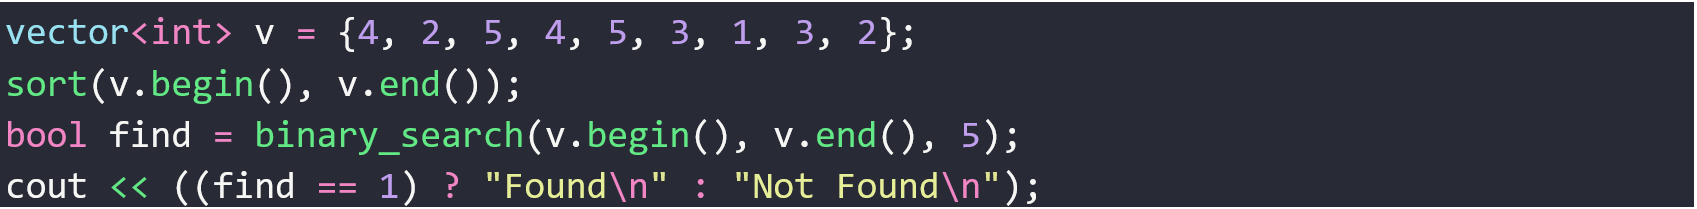 vector<int> v = {4, 2, 5, 4, 5, 3, 1, 3, 2};
sort(v.begin(), v.end());
bool find = binary_search(v.begin(), v.end(), 5);
cout << ((find == 1) ? "Found\n" : "Not Found\n");